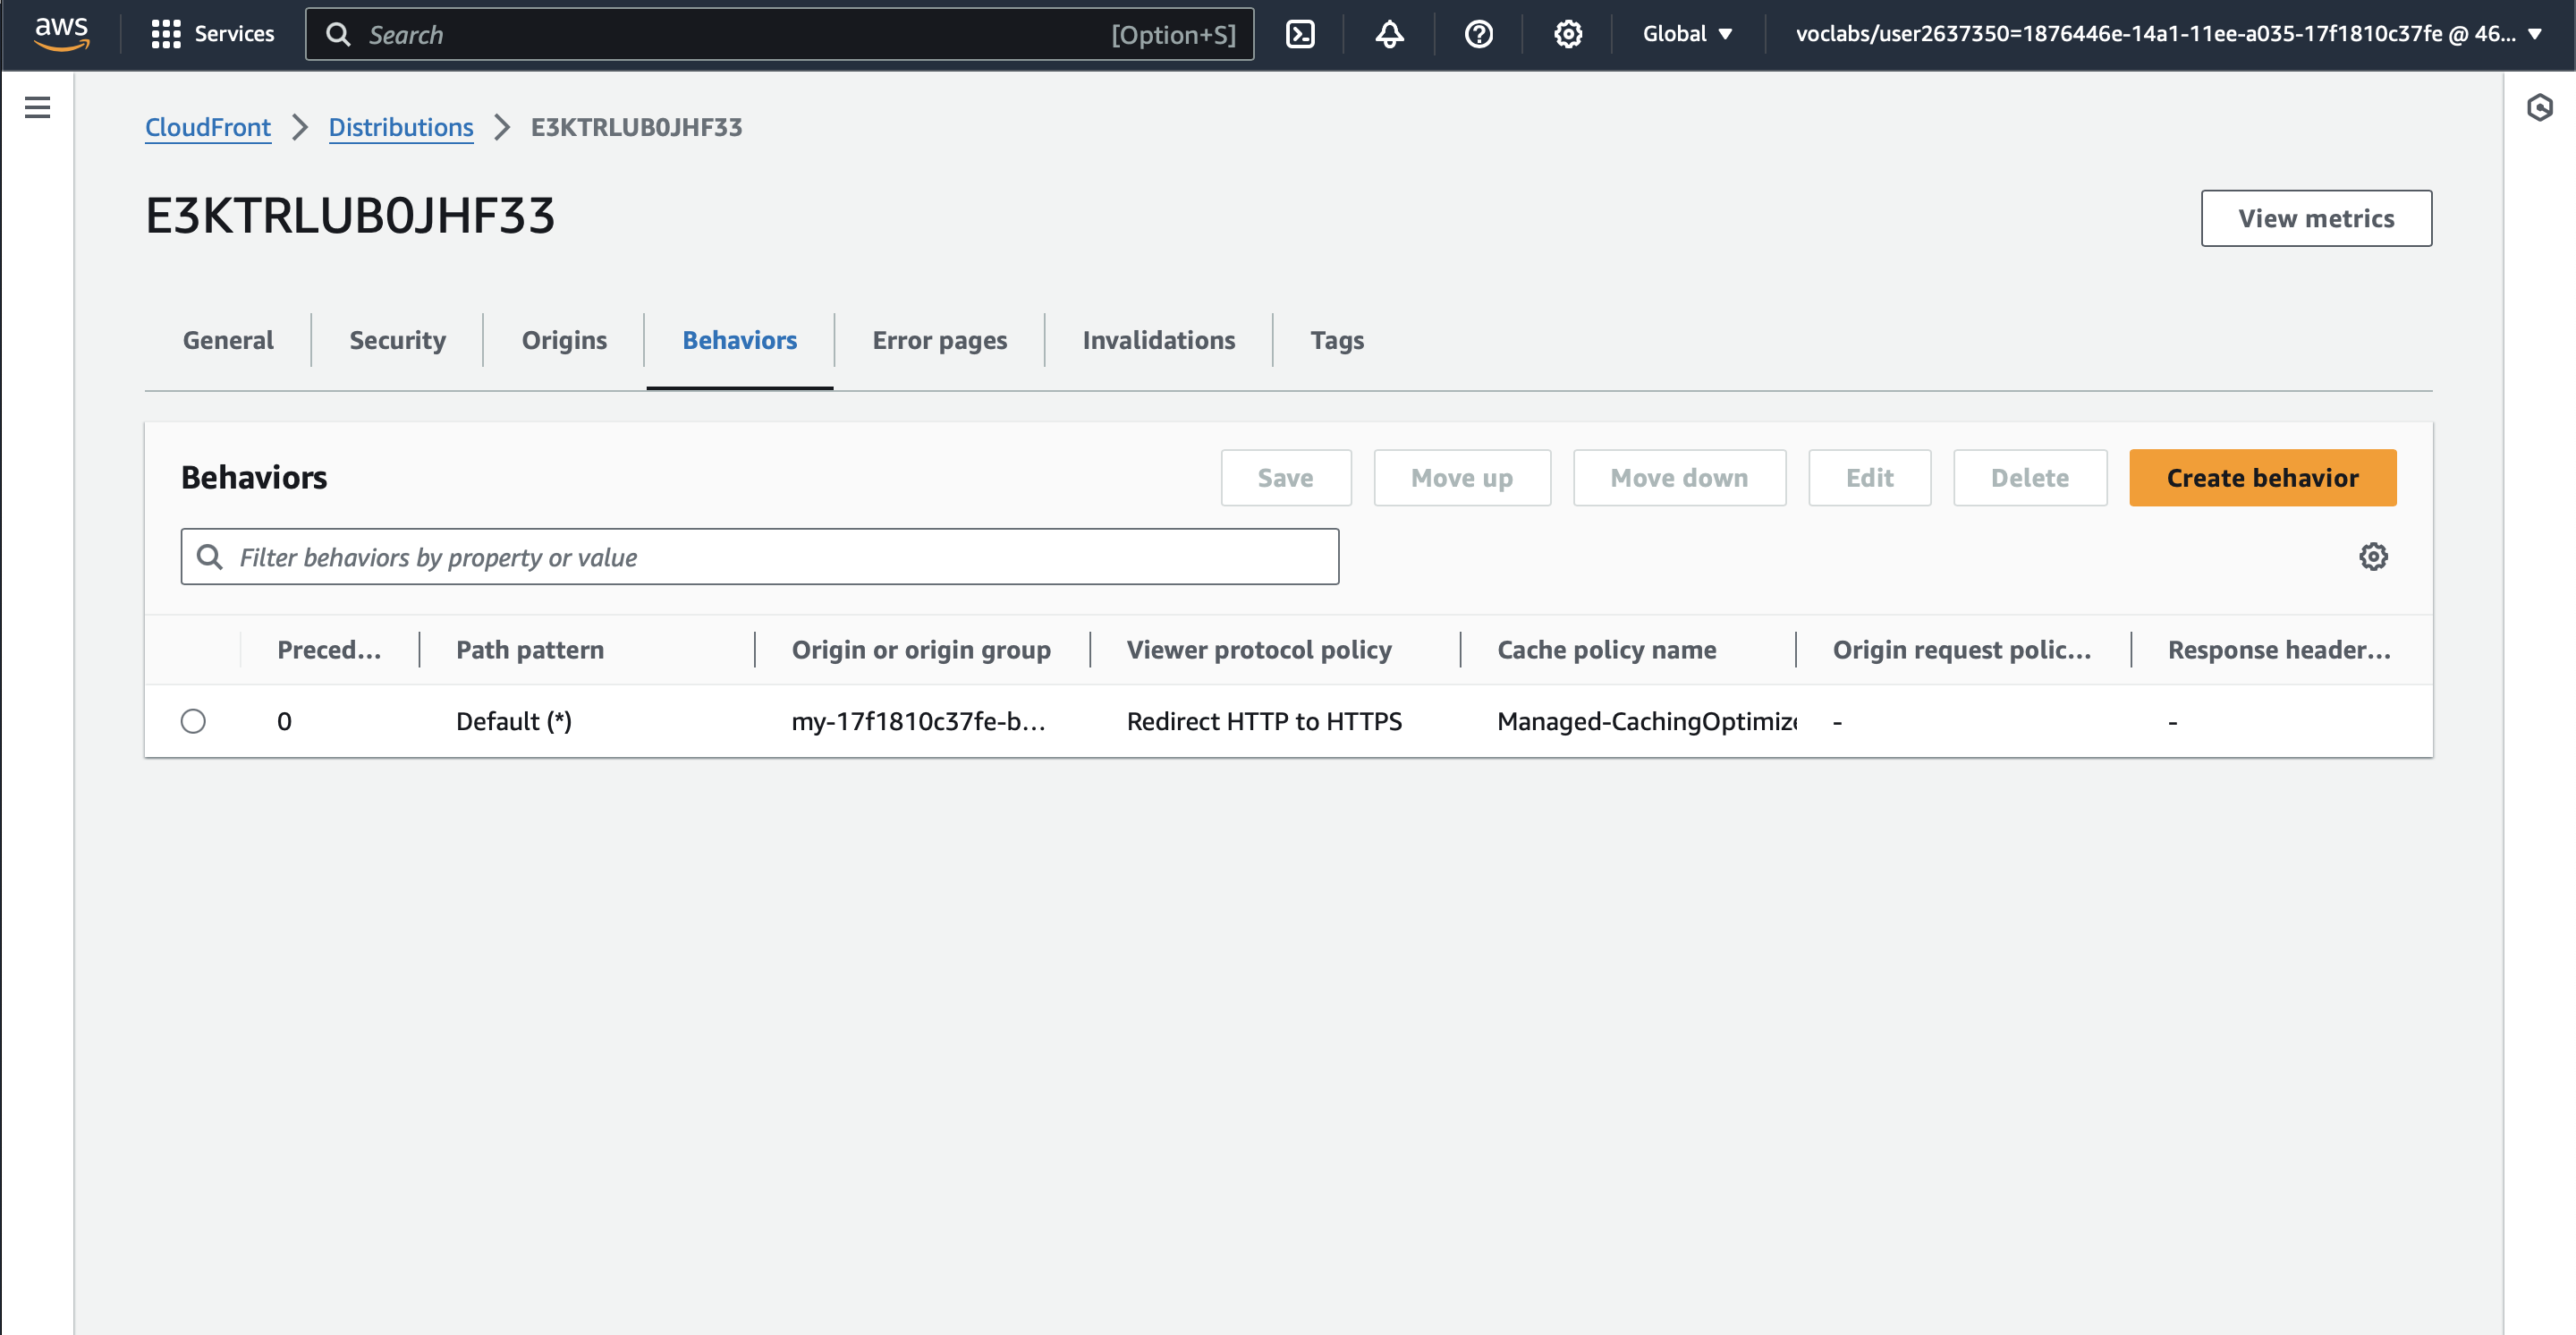 aws Services Search [Option+S] Global voclabs/user2637350=1876446e-14a1-11ee-a035-17f1810c37fe @ 46...
CloudFront Distributions E3KTRLUB0JHF33
E3KTRLUB0JHF33
View metrics
General Security Origins Behaviors Error pages Invalidations Tags
Behaviors
Save Move up Move down Edit Delete Create behavior
Filter behaviors by property or value
Preced... Path pattern Origin or origin group Viewer protocol policy Cache policy name Origin request polic... Response header...
0 Default (*) my-17f1810c37fe-b... Redirect HTTP to HTTPS Managed-CachingOptimize - -